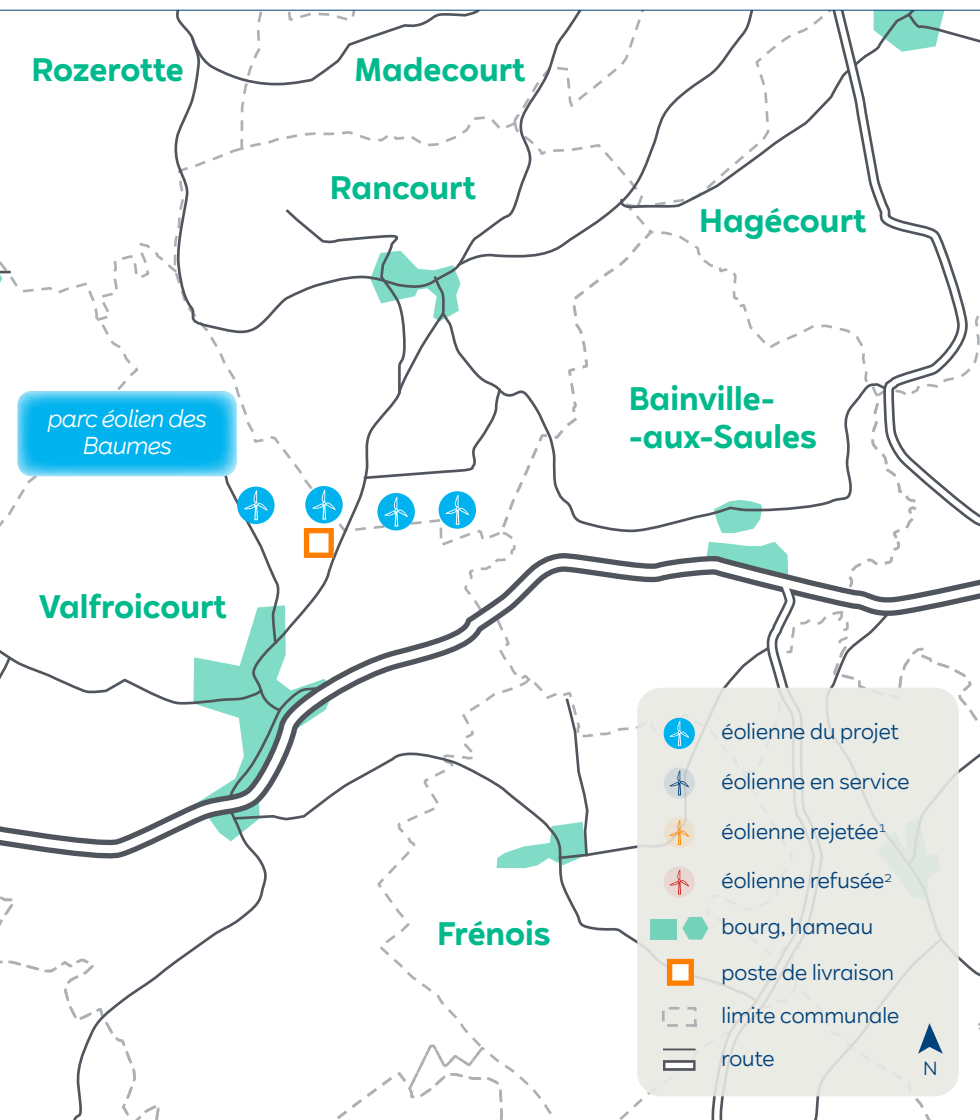 Rozerotte
Madecourt
Rancourt
Hagécourt
parc éolien des
Baumes
Bainville-
-aux-Saules
Valfroicourt
Frénois
éolienne du projet
éolienne en service
éolienne rejetée¹
éolienne refusée²
bourg, hameau
poste de livraison
limite communale
route
N